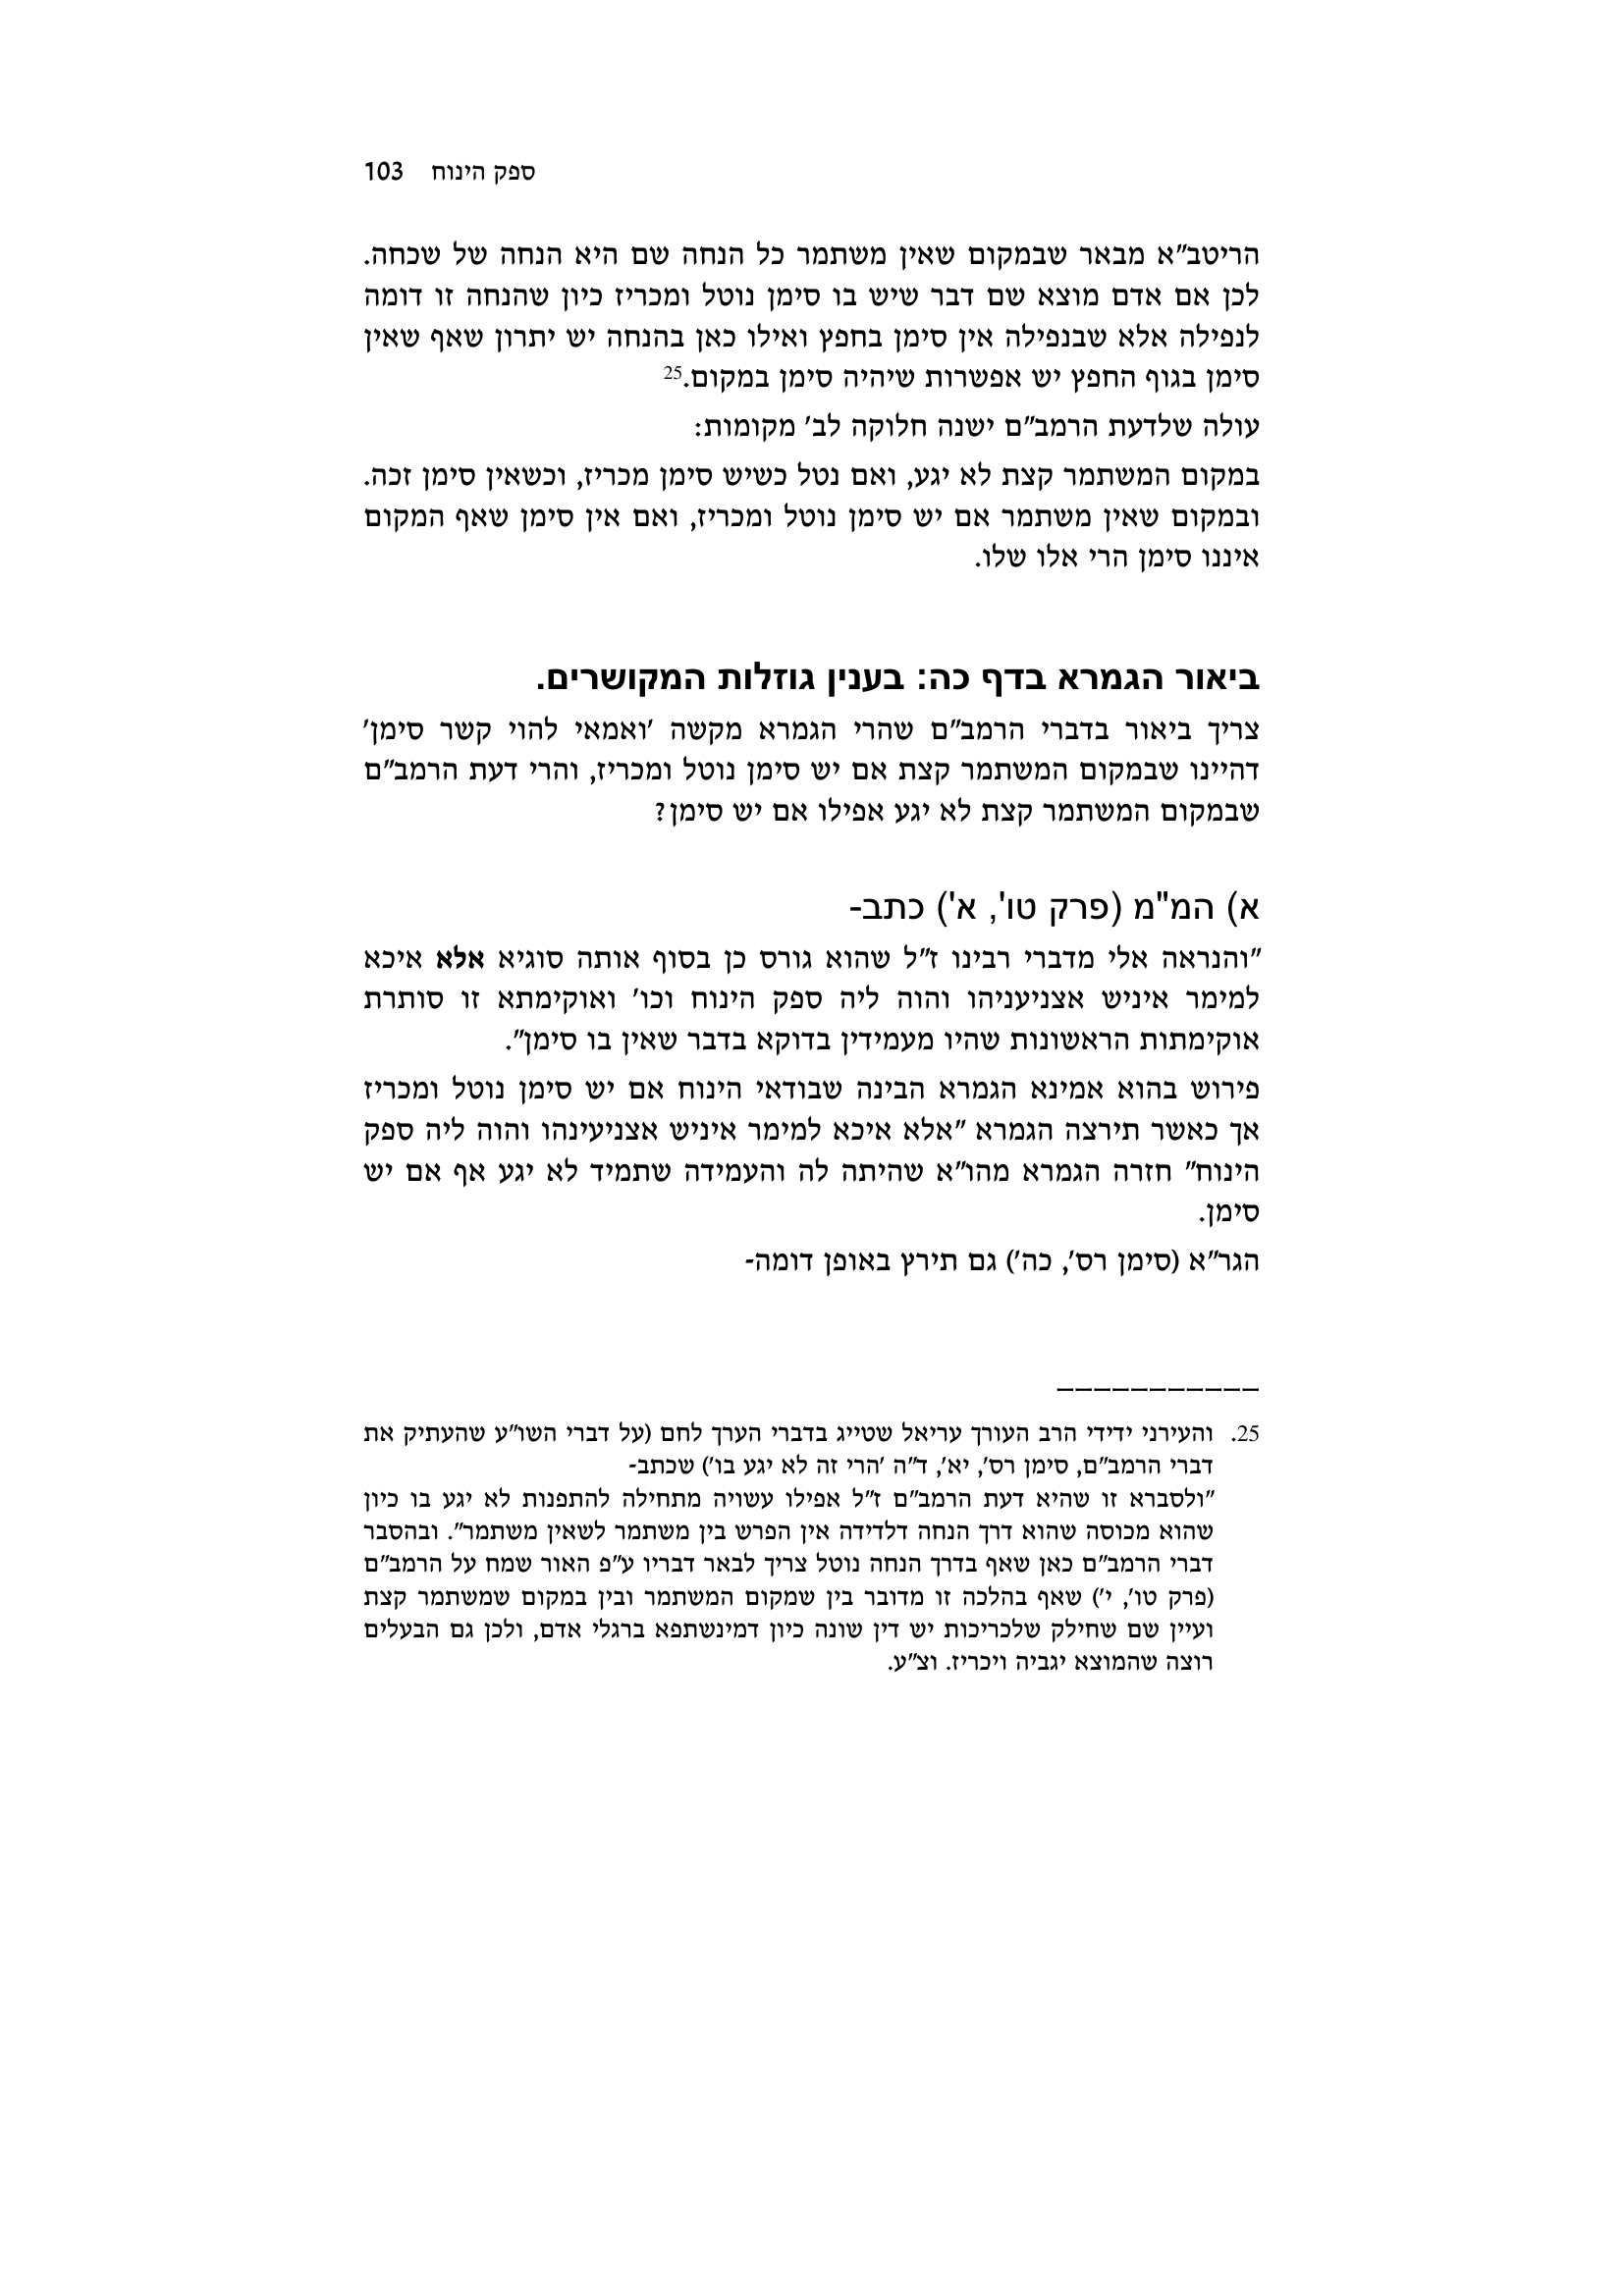 ספק הינוח 103
הריטב"א מבאר שבמקום שאין משתמר כל הנחה שם היא הנחה של שכחה.
לכן אם אדם מוצא שם דבר שיש בו סימן נוטל ומכריז כיון שהנחה זו דומה
לנפילה אלא שבנפילה אין סימן בחפץ ואילו כאן בהנחה יש יתרון שאף שאין
סימן בגוף החפץ יש אפשרות שיהיה סימן במקום.25
עולה שלדעת הרמב"ם ישנה חלוקה לב' מקומות:
במקום המשתמר קצת לא יגע, ואם נטל כשיש סימן מכריז, וכשאין סימן זכה.
ובמקום שאין משתמר אם יש סימן נוטל ומכריז, ואם אין סימן שאף המקום
איננו סימן הרי אלו שלו.
ביאור הגמרא בדף כה: בענין גוזלות המקושרים.
צריך ביאור בדברי הרמב"ם שהרי הגמרא מקשה 'ואמאי להוי קשר סימן'
דהיינו שבמקום המשתמר קצת אם יש סימן נוטל ומכריז, והרי דעת הרמב"ם
שבמקום המשתמר קצת לא יגע אפילו אם יש סימן?
א) המ"מ (פרק טו', א') כתב-
"והנראה אלי מדברי רבינו ז"ל שהוא גורס כן בסוף אותה סוגיא אלא איכא
למימר איניש אצניעניהו והוה ליה ספק הינוח וכו' ואוקימתא זו סותרת
אוקימתות הראשונות שהיו מעמידין בדוקא בדבר שאין בו סימן".
פירוש בהוא אמינא הגמרא הבינה שבודאי הינוח אם יש סימן נוטל ומכריז
אך כאשר תירצה הגמרא "אלא איכא למימר איניש אצניעינהו והוה ליה ספק
הינוח" חזרה הגמרא מהו"א שהיתה לה והעמידה שתמיד לא יגע אף אם יש
סימן.
הגר"א (סימן רס', כה') גם תירץ באופן דומה-
25. והעירני ידידי הרב העורך עריאל שטייג בדברי הערך לחם (על דברי השו"ע שהעתיק את
דברי הרמב"ם, סימן רס', יא', ד"ה 'הרי זה לא יגע בו') שכתב-
"ולסברא זו שהיא דעת הרמב"ם ז"ל אפילו עשויה מתחילה להתפנות לא יגע בו כיון
שהוא מכוסה שהוא דרך הנחה דלדידה אין הפרש בין משתמר לשאין משתמר". ובהסבר
דברי הרמב"ם כאן שאף בדרך הנחה נוטל צריך לבאר דבריו ע"פ האור שמח על הרמב"ם
(פרק טו', י') שאף בהלכה זו מדובר בין שמקום המשתמר ובין במקום שמשתמר קצת
ועיין שם שחילק שלכריכות יש דין שונה כיון דמינשתפא ברגלי אדם, ולכן גם הבעלים
רוצה שהמוצא יגביה ויכריז. וצ"ע.